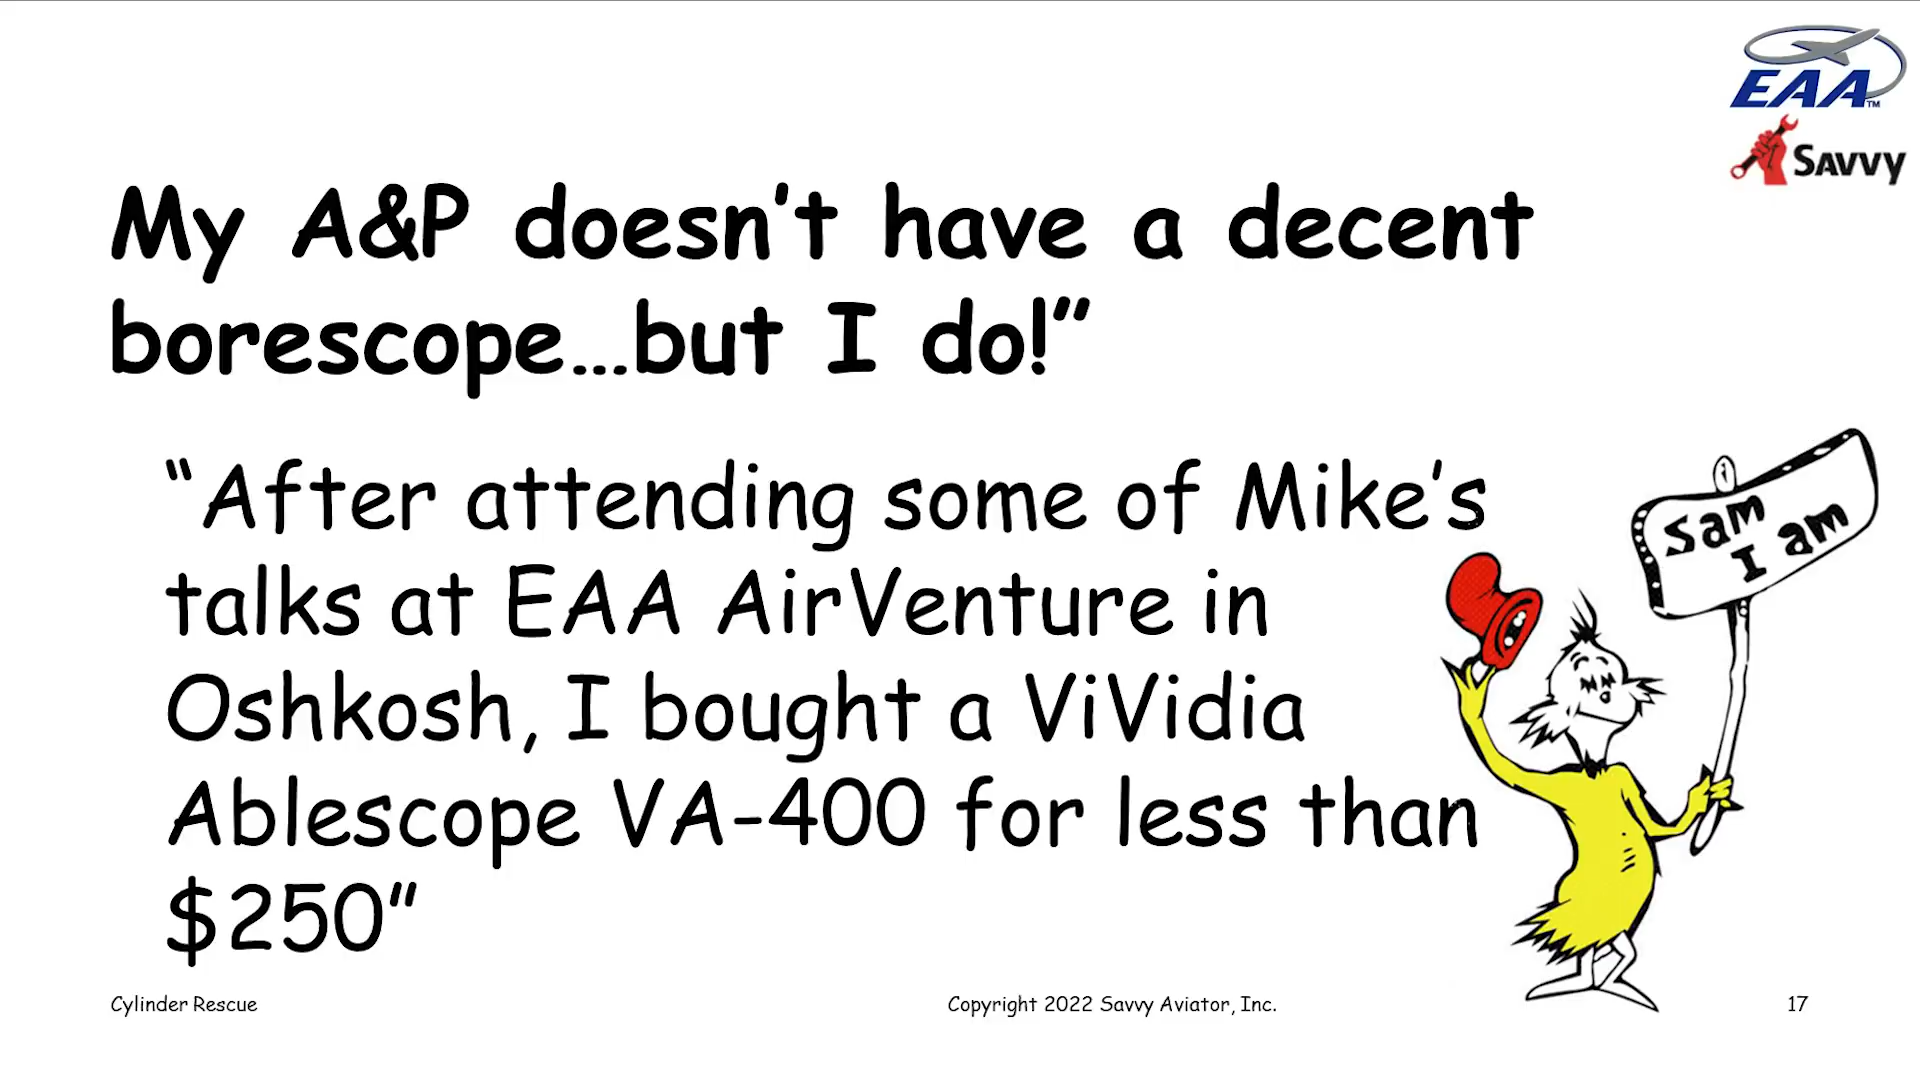 EAA™
SAVVY
My A&P doesn’t have a decent
borescope…but I do!”
“After attending some of Mike’s
talks at EAA AirVenture in
Oshkosh, I bought a ViVidia
Ablescope VA-400 for less than
$250”
Sam
I am
Cylinder Rescue
Copyright 2022 Savvy Aviator, Inc.
17